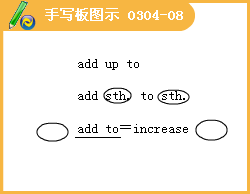 手写板图示 0304-08
add up to
add sth. to sth.
add to=increase